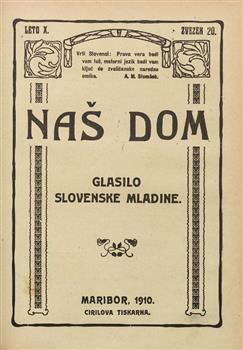 LETO X.
ZVEZEK 20.
Vrli Slovenci: Prava vera bodi
vam luč, materni jezik bodi vam
ključ do zveličanske narodne
omike. A. M. Slomšek.
NAŠ DOM
GLASILO
SLOVENSKE MLADINE.
MARIBOR, 1910.
CIRILOVA TISKARNA.